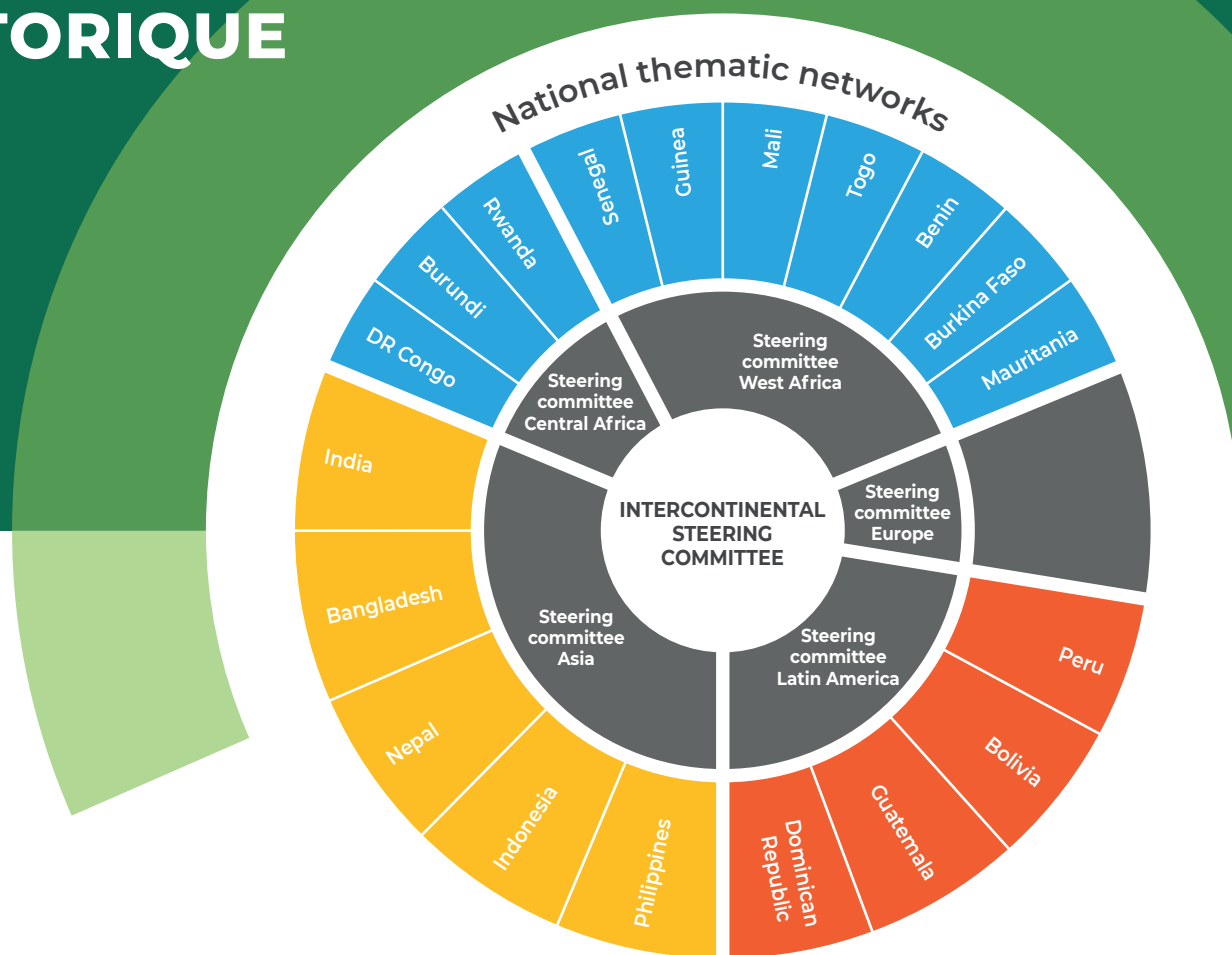 TORIQUE
National thematic networks
Senegal
Guinea
Mali
Togo
Benin
Burkina Faso
Mauritania
Rwanda
Burundi
DR Congo
Steering
committee
West Africa
Steering
committee
Central Africa
Steering
committee
Europe
INTERCONTINENTAL
STEERING
COMMITTEE
Steering
committee
Asia
Steering
committee
Latin America
India
Bangladesh
Nepal
Indonesia
Philippines
Peru
Bolivia
Guatemala
Dominican
Republic